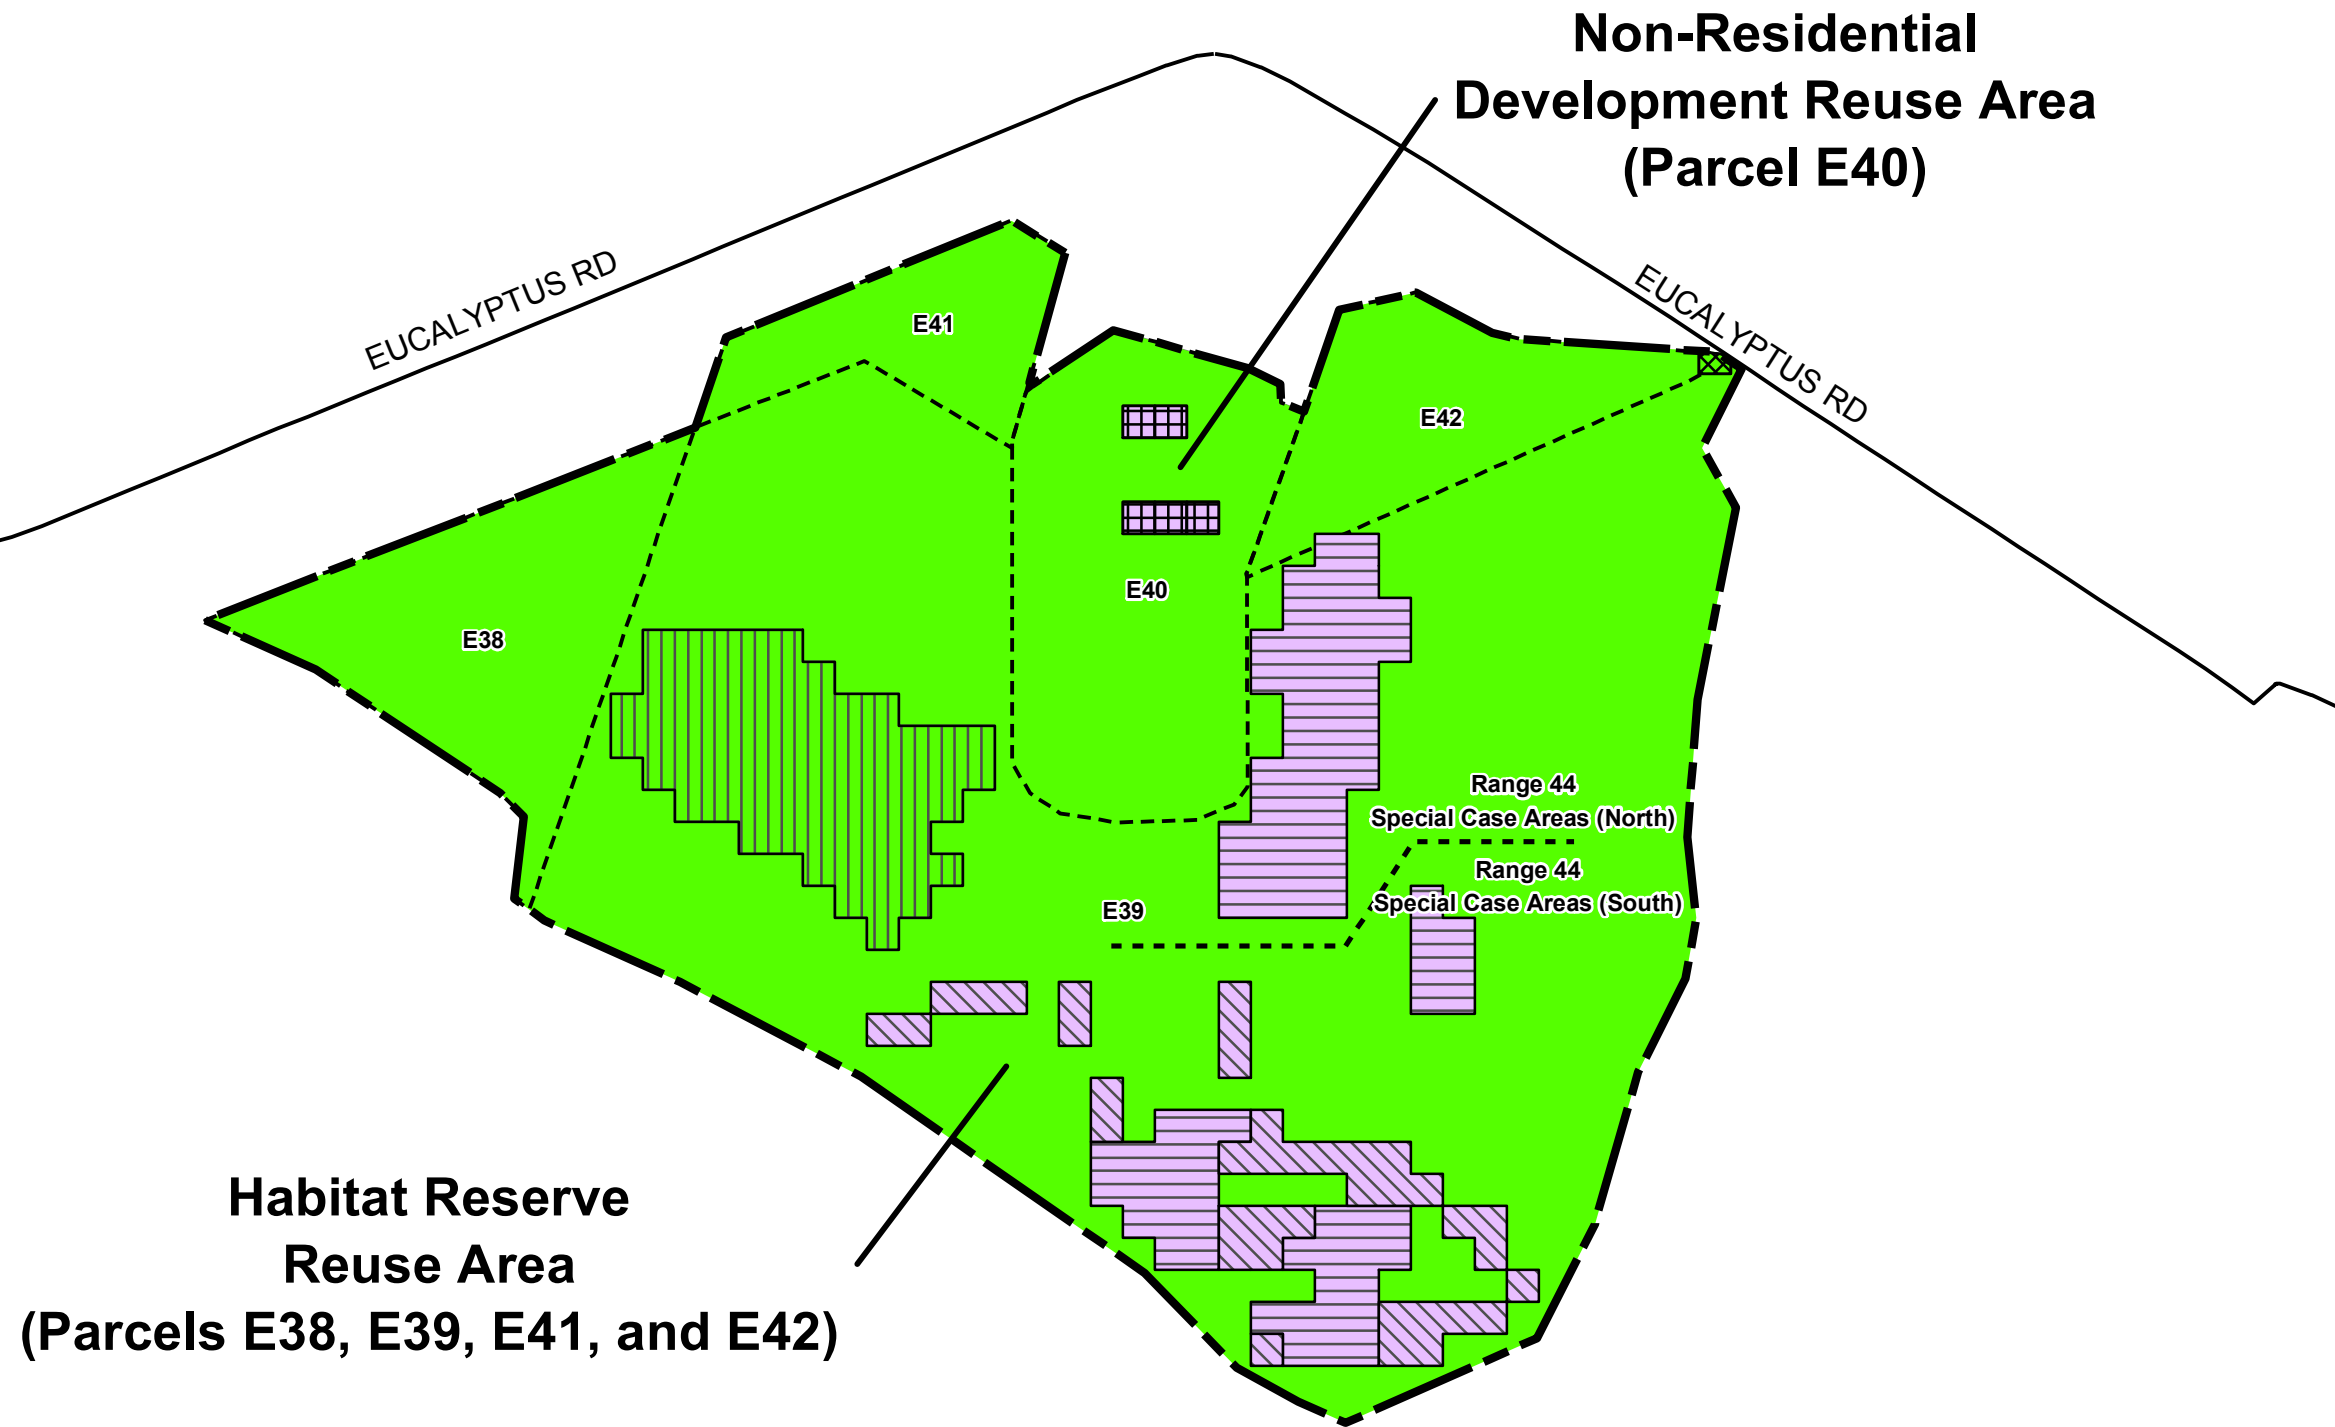 Non-Residential
Development Reuse Area
(Parcel E40)
EUCALYPTUS RD
EUCALYPTUS RD
E41
E42
E40
E38
Range 44
Special Case Areas (North)
Range 44
Special Case Areas (South)
E39
Habitat Reserve
Reuse Area
(Parcels E38, E39, E41, and E42)